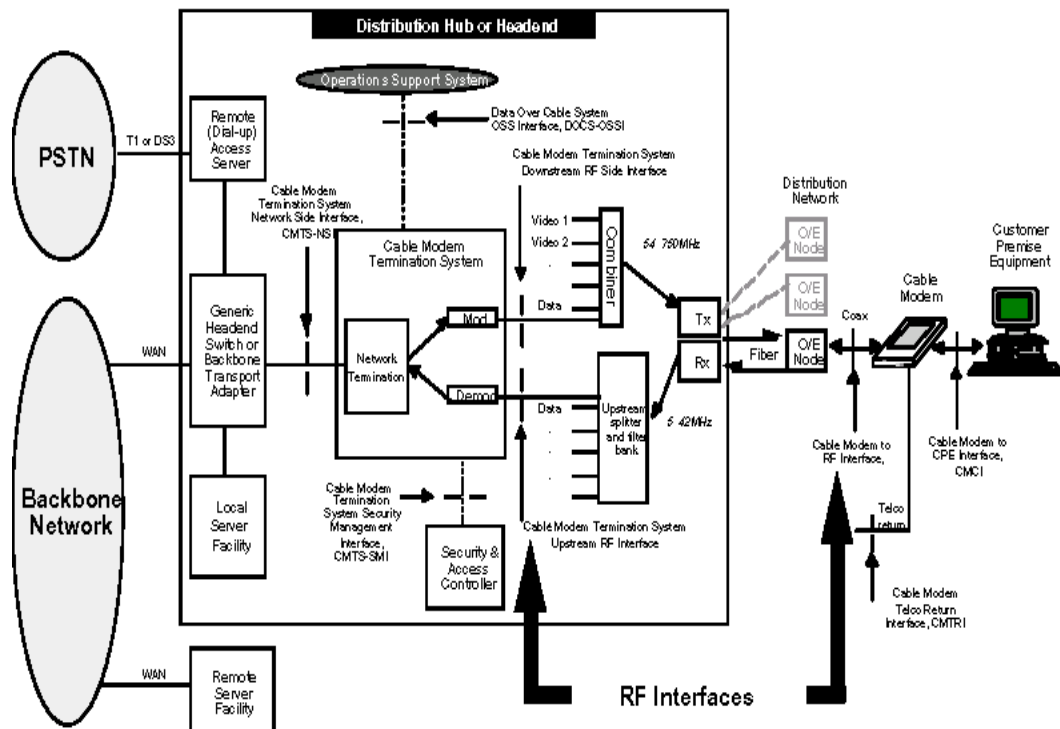 Distribution Hub or Headend
Operations Support System
PSTN
T1 or DS3
Remote
(Dial-up)
Access
Server
Data Over Cable System
OSS Interface, DOCS-OSSI
Cable Modem Termination System
Downstream RF Side Interface
Cable Modem
Termination System
Network Side Interface,
CMTS-NSI
Cable Modem
Termination System
Video 1
Video 2
.
.
Data
Combiner
54 750MHz
Distribution
Network
O/E
Node
O/E
Node
O/E
Node
Customer
Premise
Equipment
Cable
Modem
Coax
Tx
Rx
Fiber
Generic
Headend
Switch or
Backbone
Transport
Adapter
WAN
Network
Termination
Mod
Demod
Data
.
.
.
.
Upstream
splitter
and filter
bank
5 42MHz
Cable Modem to
RF Interface,
Cable Modem to
CPE Interface,
CMCI
Backbone
Network
Local
Server
Facility
Cable Modem
Termination
System Security
Management
Interface,
CMTS-SMI
Security &
Access
Controller
Cable Modem Termination System
Upstream RF Interface
Telco
return
Cable Modem
Telco Return
Interface, CMTRI
WAN
Remote
Server
Facility
RF Interfaces